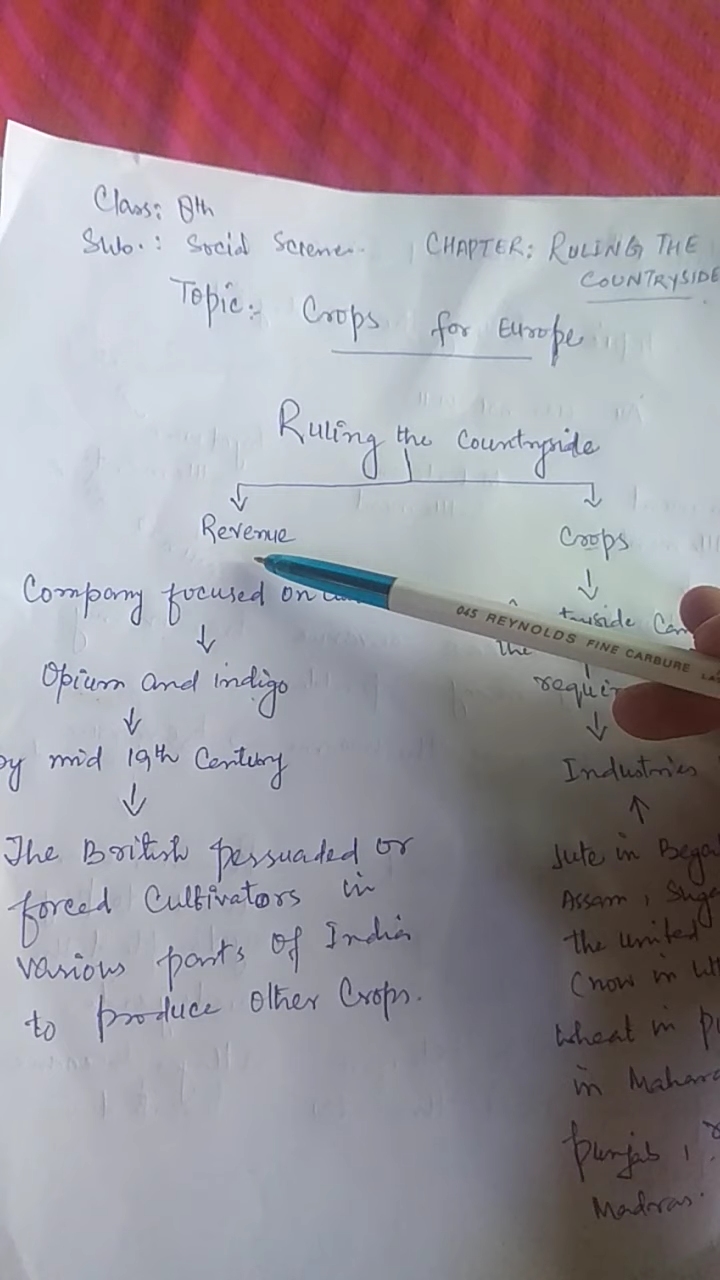 Class: 8th
Sub.: Social Science. CHAPTER: RULING THE
COUNTRYSIDE
Topic:- Crops for Europe
Ruling the Countryside
Revenue
Crops
Company focused on
Opium and indigo
by mid 19th Century
The British persuaded or
forced Cultivators in
various parts of India
to produce other Crops.
the
Industries
Jute in
Assam,
the United
(now in
wheat in
in
punjab,
Madras.
045 REYNOLDS FINE CARBURE